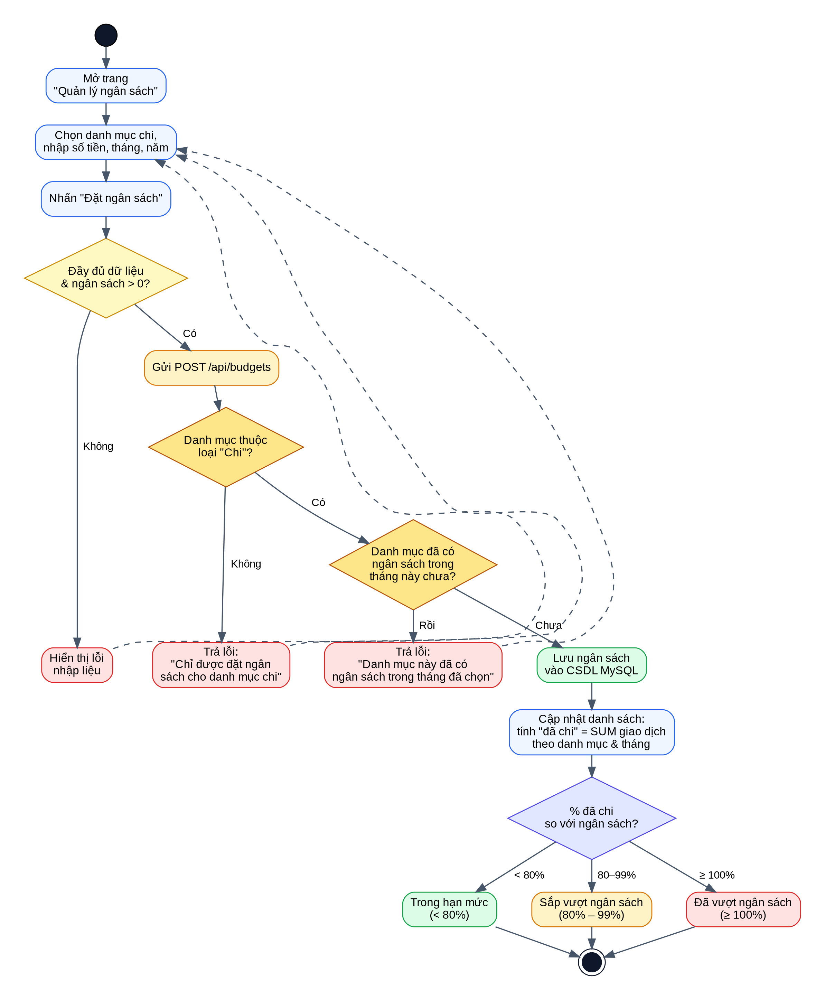 Mở trang
"Quản lý ngân sách"
Chọn danh mục chi,
nhập số tiền, tháng, năm
Nhấn "Đặt ngân sách"
Đầy đủ dữ liệu
& ngân sách > 0?
Có
Gửi POST /api/budgets
Không
Danh mục thuộc
loại "Chi"?
Có
Không
Danh mục đã có
ngân sách trong
tháng này chưa?
Rồi
Chưa
Hiển thị lỗi
nhập liệu
Trả lỗi:
"Chỉ được đặt ngân
sách cho danh mục chi"
Trả lỗi:
"Danh mục này đã có
ngân sách trong tháng đã chọn"
Lưu ngân sách
vào CSDL MySQL
Cập nhật danh sách:
tính "đã chi" = SUM giao dịch
theo danh mục & tháng
% đã chi
so với ngân sách?
< 80%
80–99%
≥ 100%
Trong hạn mức
(< 80%)
Sắp vượt ngân sách
(80% – 99%)
Đã vượt ngân sách
(≥ 100%)